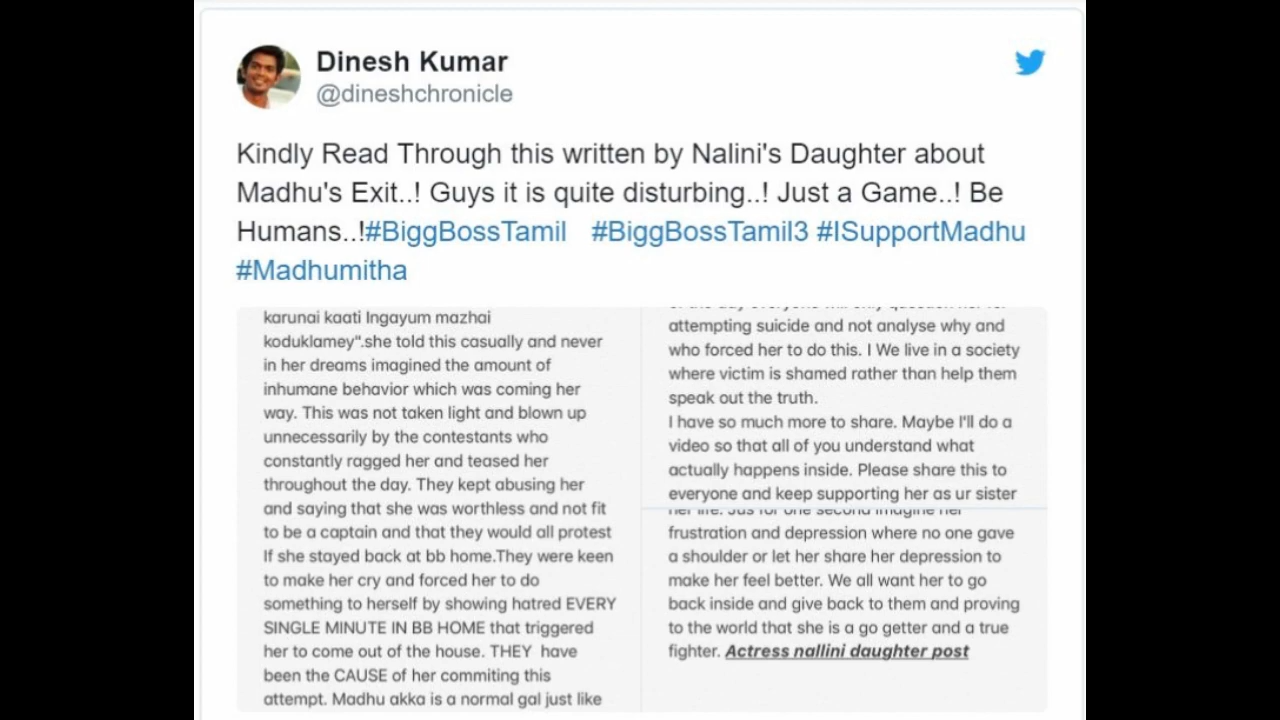 Dinesh Kumar
@dineshchronicle
Kindly Read Through this written by Nalini's Daughter about
Madhu's Exit..! Guys it is quite disturbing..! Just a Game..! Be
Humans..!#BiggBossTamil #BiggBossTamil3 #ISupportMadhu
#Madhumitha
karunai kaati Ingayum mazhai
koduklamey".she told this casually and never
in her dreams imagined the amount of
inhumane behavior which was coming her
way. This was not taken light and blown up
unnecessarily by the contestants who
constantly ragged her and teased her
throughout the day. They kept abusing her
and saying that she was worthless and not fit
to be a captain and that they would all protest
If she stayed back at bb home.They were keen
to make her cry and forced her to do
something to herself by showing hatred EVERY
SINGLE MINUTE IN BB HOME that triggered
her to come out of the house. THEY have
been the CAUSE of her commiting this
attempt. Madhu akka is a normal gal just like
attempting suicide and not analyse why and
who forced her to do this. I We live in a society
where victim is shamed rather than help them
speak out the truth.
I have so much more to share. Maybe I'll do a
video so that all of you understand what
actually happens inside. Please share this to
everyone and keep supporting her as ur sister
her life. Jus for one second imagine her
frustration and depression where no one gave
a shoulder or let her share her depression to
make her feel better. We all want her to go
back inside and give back to them and proving
to the world that she is a go getter and a true
fighter. Actress nallini daughter post